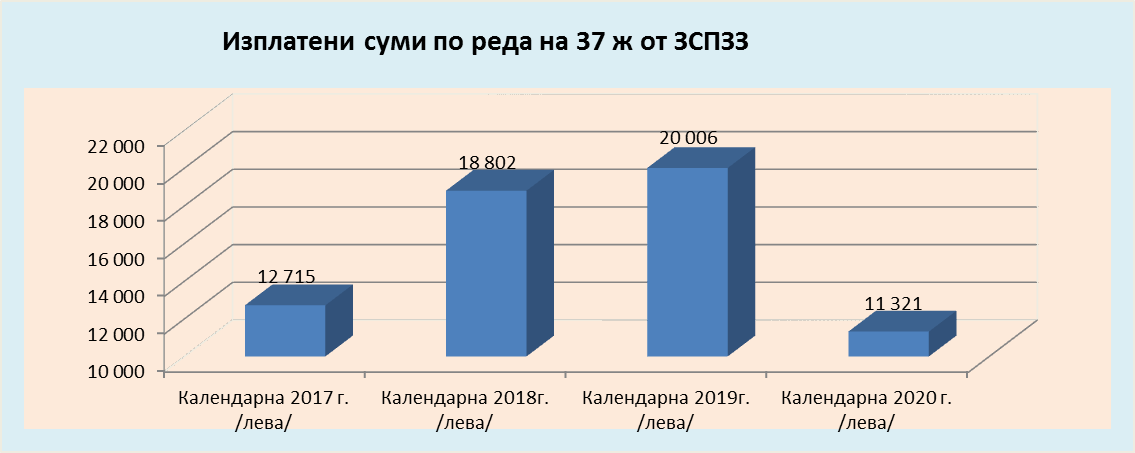 Изплатени суми по реда на 37 ж от ЗСПЗЗ
22 000
20 000
18 000
16 000
14 000
12 000
10 000
12 715
18 802
20 006
11 321
Календарна 2017 г.
/лева/
Календарна 2018г.
/лева/
Календарна 2019г.
/лева/
Календарна 2020 г.
/лева/